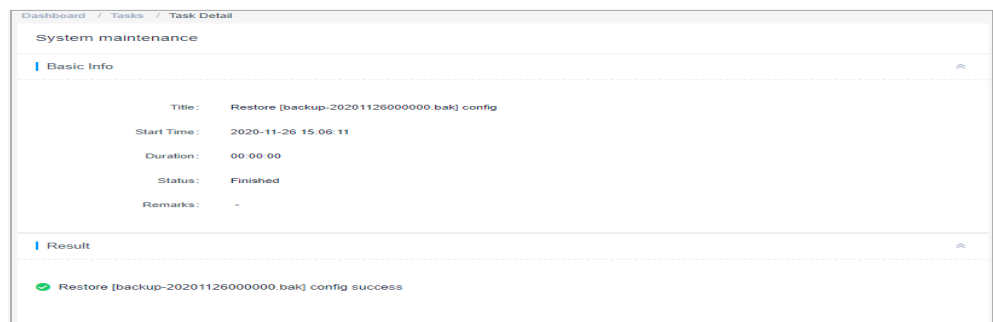 Dashboard / Tasks / Task Detail
System maintenance
Basic Info
Title: Restore [backup-20201126000000.bak] config
Start Time: 2020-11-26 15:06:11
Duration: 00:00:00
Status: Finished
Remarks: -
Result
Restore [backup-20201126000000.bak] config success